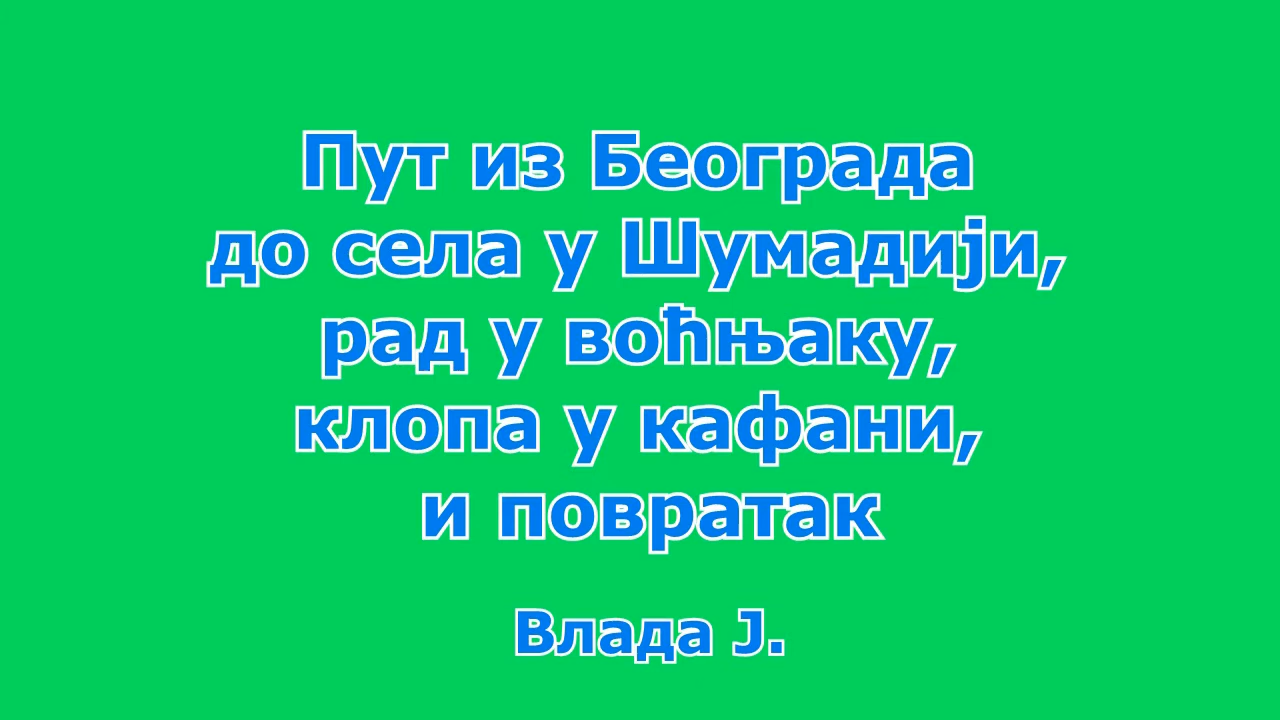 Пут из Београда
до села у Шумадији,
рад у воћњаку,
клопа у кафани,
и повратак
Влада Ј.